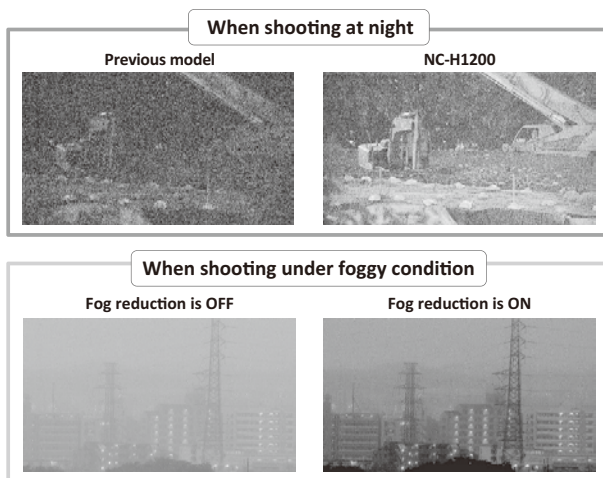 When shooting at night
Previous model
NC-H1200
When shooting under foggy condition
Fog reduction is OFF
Fog reduction is ON